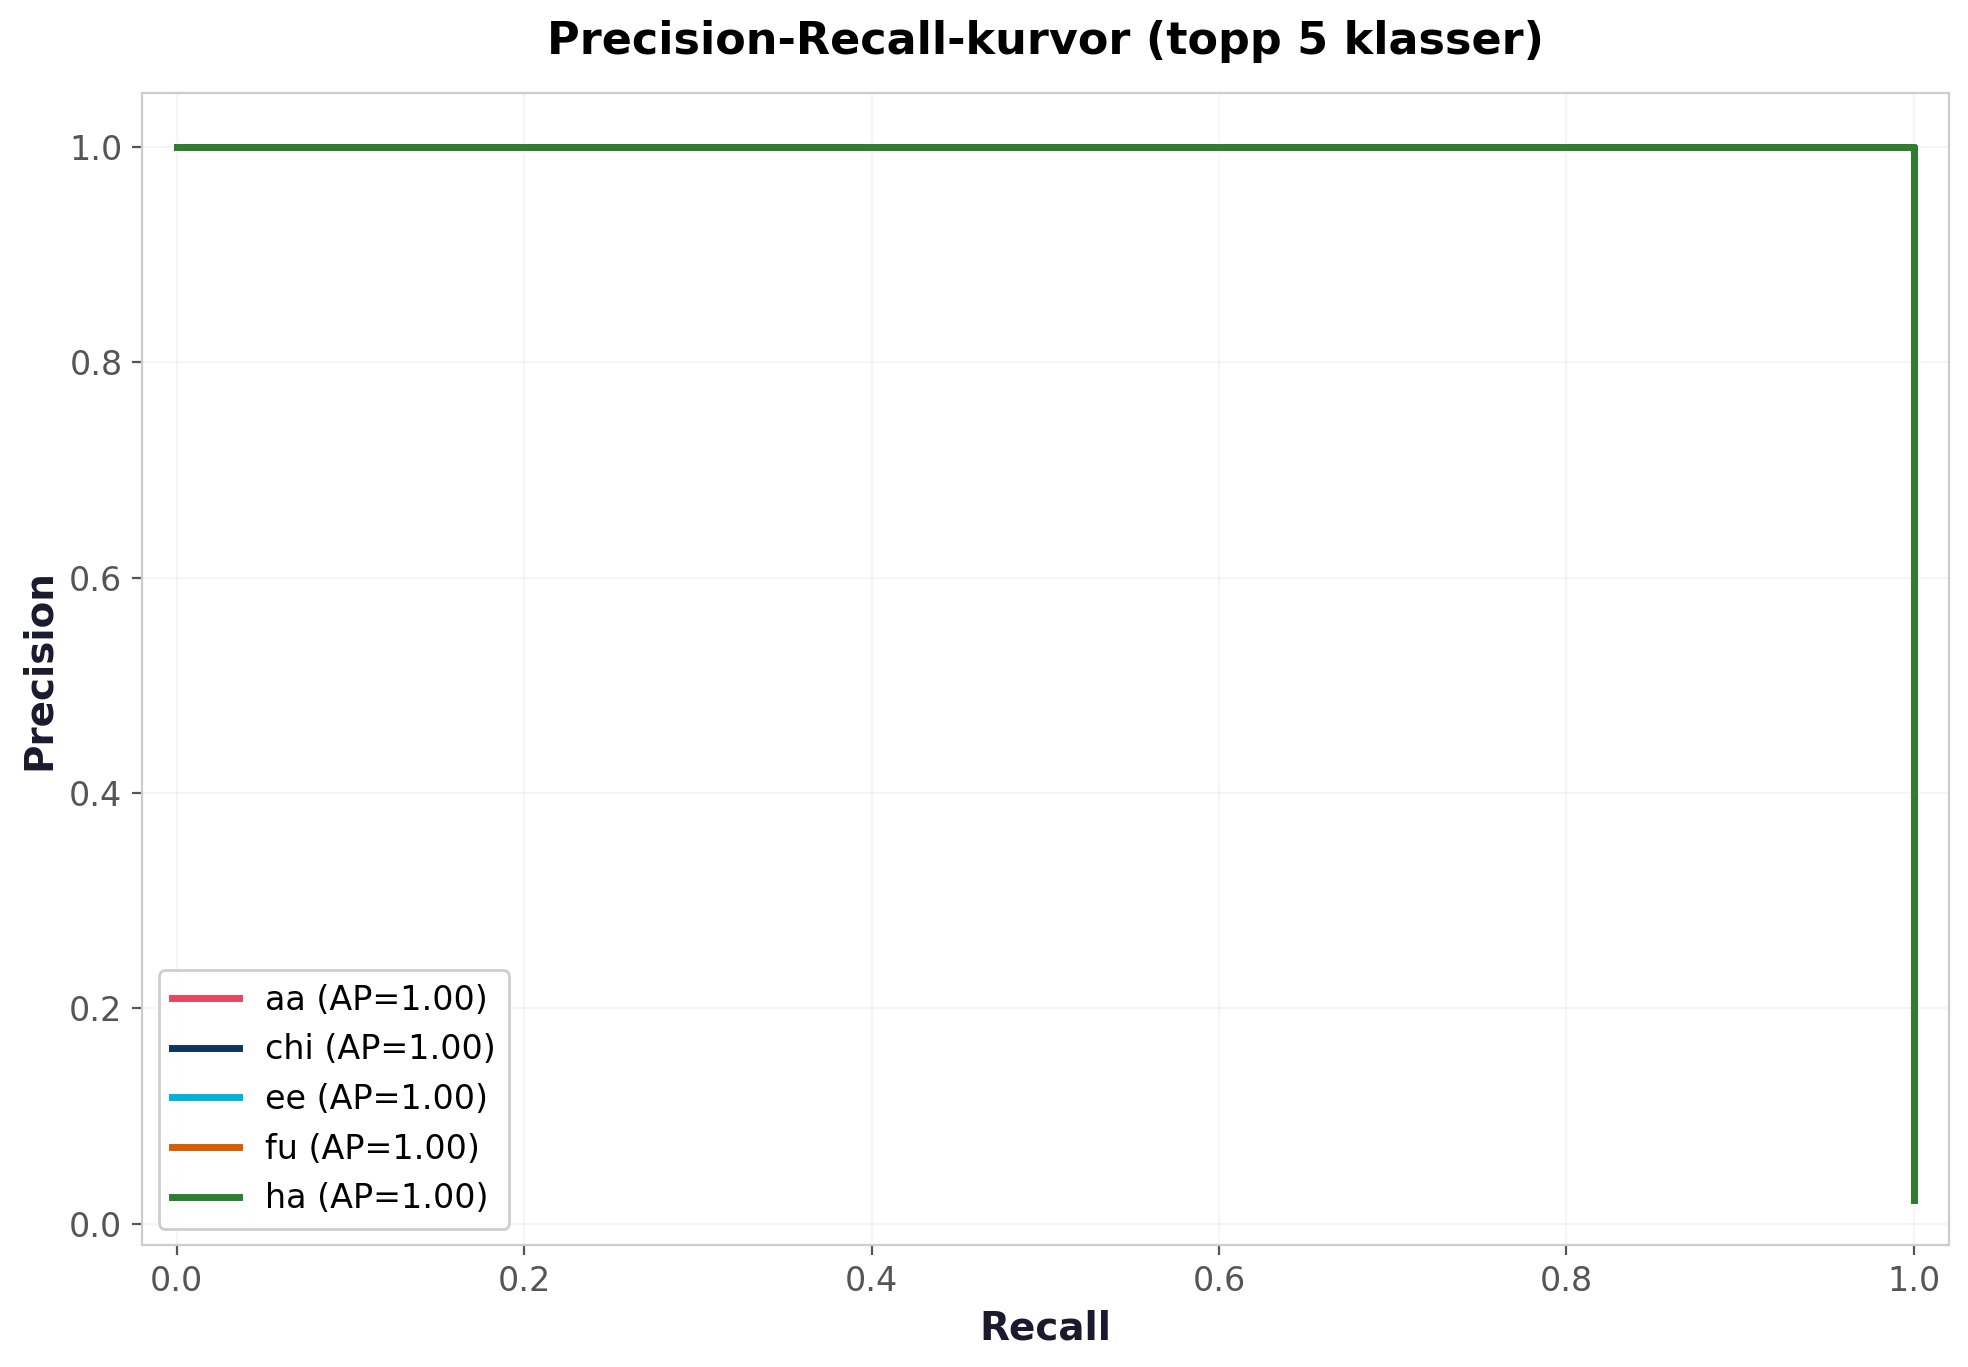 Precision-Recall-kurvor (topp 5 klasser)
Precision
1.0
0.8
0.6
0.4
0.2
0.0
aa (AP=1.00)
chi (AP=1.00)
ee (AP=1.00)
fu (AP=1.00)
ha (AP=1.00)
0.0 0.2 0.4 0.6 0.8 1.0
Recall